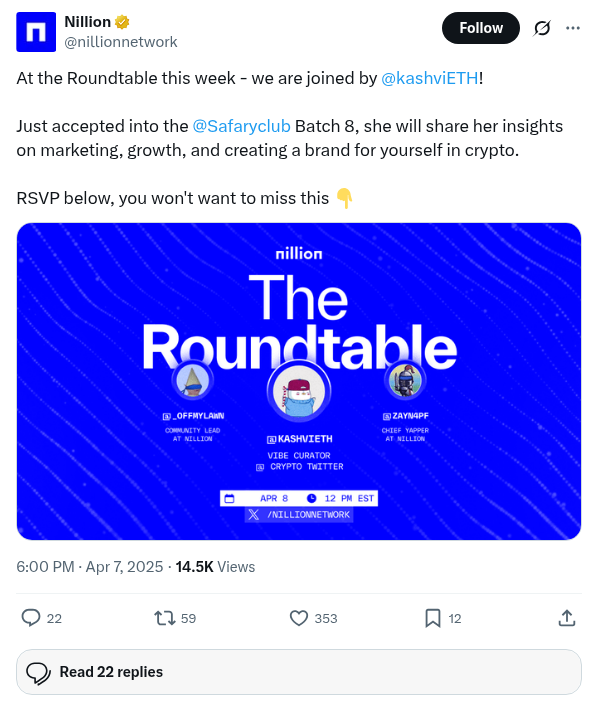 Nillion
@nillionnetwork
Follow
At the Roundtable this week - we are joined by @kashviETH!
Just accepted into the @Safaryclub Batch 8, she will share her insights
on marketing, growth, and creating a brand for yourself in crypto.
RSVP below, you won't want to miss this 👇
nillion
The
Roundtable
@_OFFMYLAWN
COMMUNITY LEAD
AT NILLION
@KASHVIETH
VIBE CURATOR
@ CRYPTO TWITTER
@ZAYN4PF
CHIEF YAPPER
AT NILLION
APR 8 12 PM EST
/NILLIONNETWORK
6:00 PM · Apr 7, 2025 · 14.5K Views
22 59 353 12
Read 22 replies